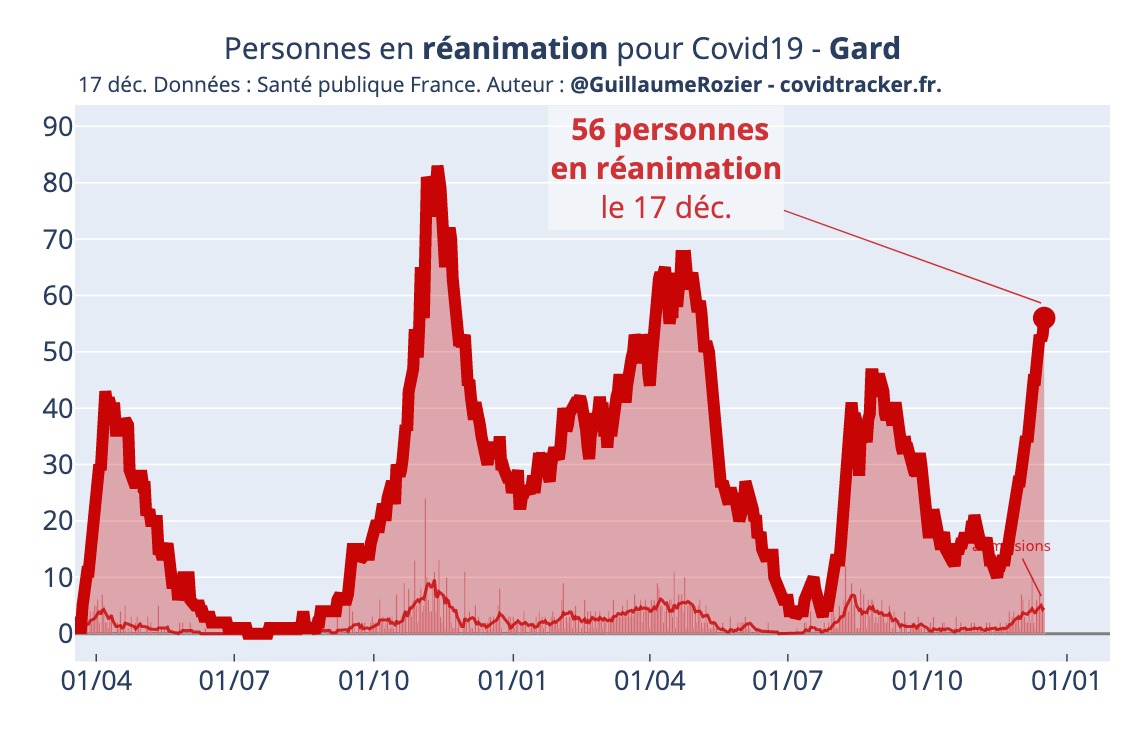 Personnes en réanimation pour Covid19 - Gard
17 déc. Données : Santé publique France. Auteur : @GuillaumeRozier - covidtracker.fr.
56 personnes
en réanimation
le 17 déc.
90
80
70
60
50
40
30
20
10
0
01/04 01/07 01/10 01/01 01/04 01/07 01/10 01/01